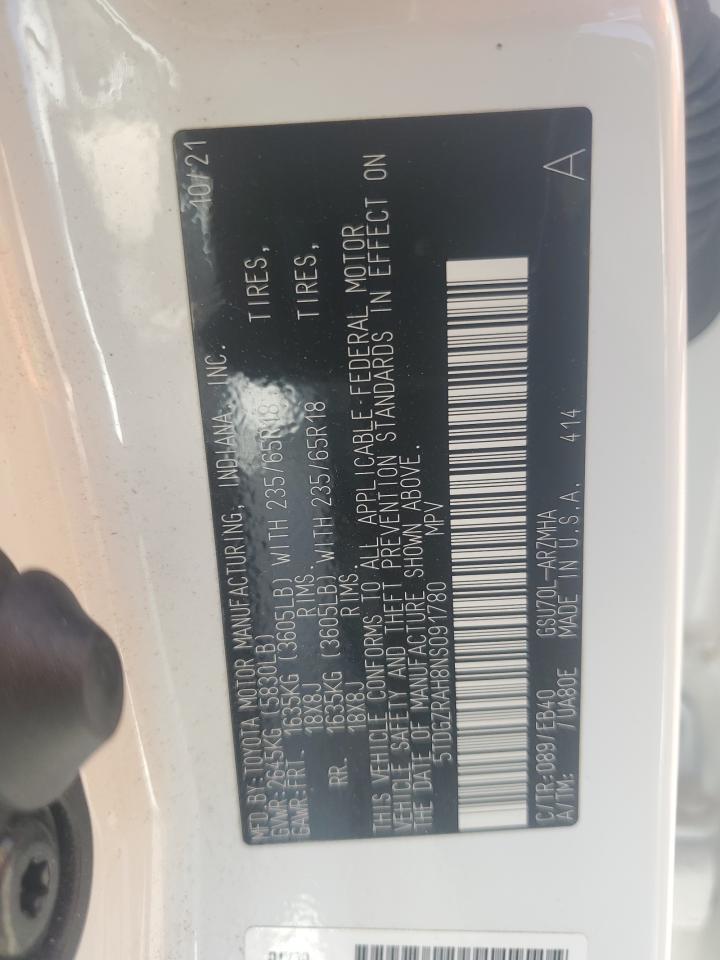 MFD BY:TOYOTA MOTOR MANUFACTURING, INDIANA, INC. 10/21
GVWR:2645KG (5830LB)
GAWR:FRT. 1635KG (3605LB) WITH 235/65R18 TIRES,
18X8J RIMS.
RR. 1635KG (3605LB) WITH 235/65R18 TIRES,
18X8J RIMS.
THIS VEHICLE CONFORMS TO ALL APPLICABLE FEDERAL MOTOR
VEHICLE SAFETY AND THEFT PREVENTION STANDARDS IN EFFECT ON
THE DATE OF MANUFACTURE SHOWN ABOVE.
5TDGZRAH8NS091780 MPV
C/TR:089/EB40 GSU70L-ARZMHA
A/TM: /UA80E MADE IN U.S.A. 414 A